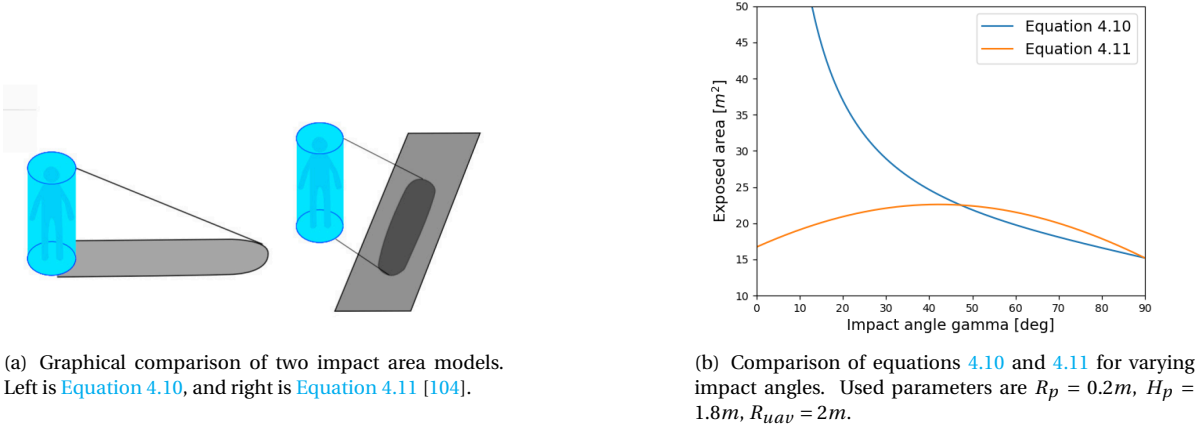 50
45
40
35
30
25
20
15
10
Exposed area [m²]
Equation 4.10
Equation 4.11
0 10 20 30 40 50 60 70 80 90
Impact angle gamma [deg]
(a) Graphical comparison of two impact area models.
Left is Equation 4.10, and right is Equation 4.11 [104].
(b) Comparison of equations 4.10 and 4.11 for varying
impact angles. Used parameters are Rₚ = 0.2m, Hₚ =
1.8m, R_uav = 2m.